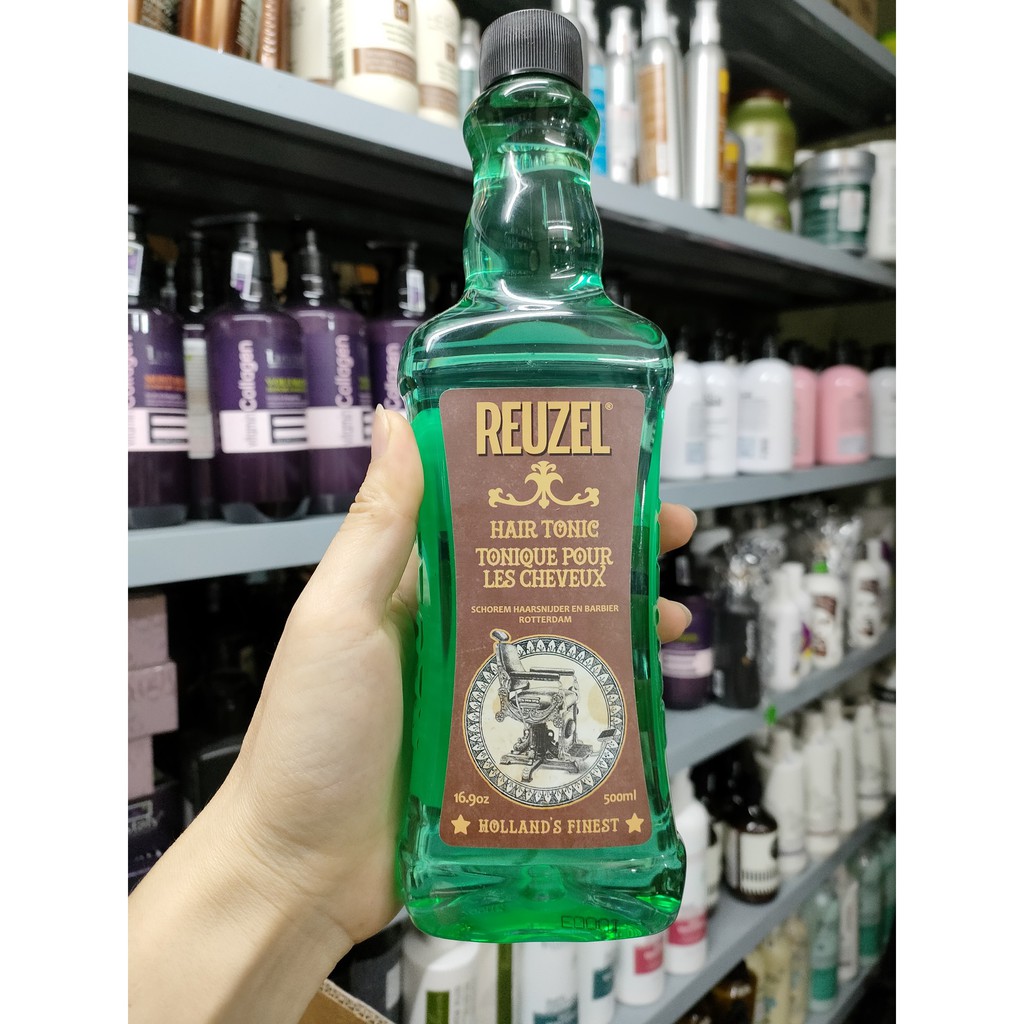 REUZEL®
HAIR TONIC
TONIQUE POUR
LES CHEVEUX
SCHOREM HAARSNIJDER EN BARBIER
ROTTERDAM
16.9oz 500ml
HOLLAND'S FINEST
Collagen
Collagen